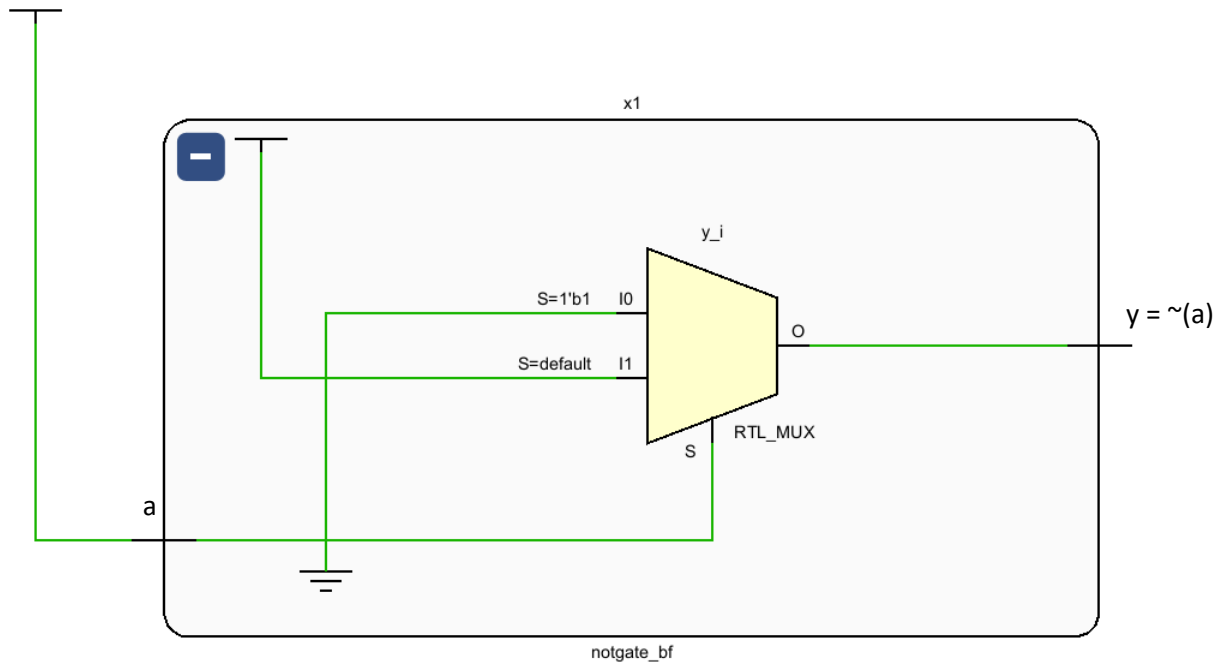 x1
y_i
S=1'b1 I0
y = ~(a)
O
S=default I1
RTL_MUX
S
a
notgate_bf